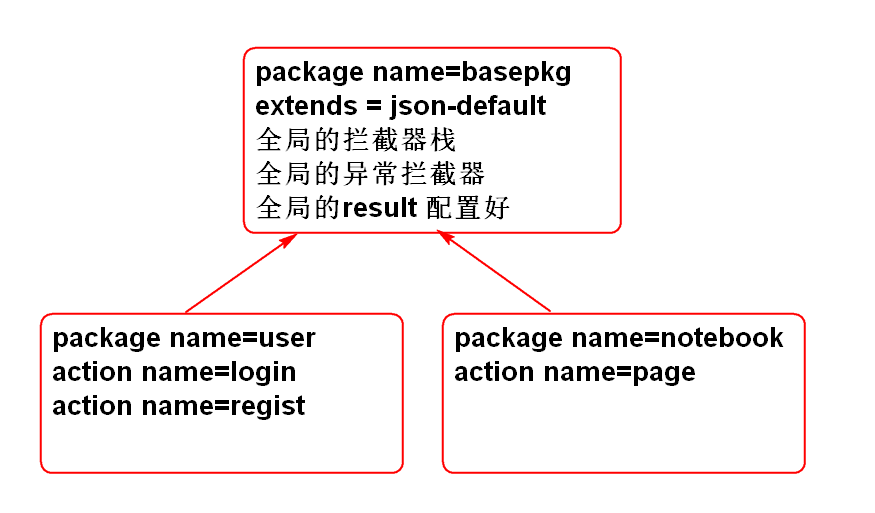 package name=basepkg
extends = json-default
全局的拦截器栈
全局的异常拦截器
全局的result 配置好
package name=user
action name=login
action name=regist
package name=notebook
action name=page